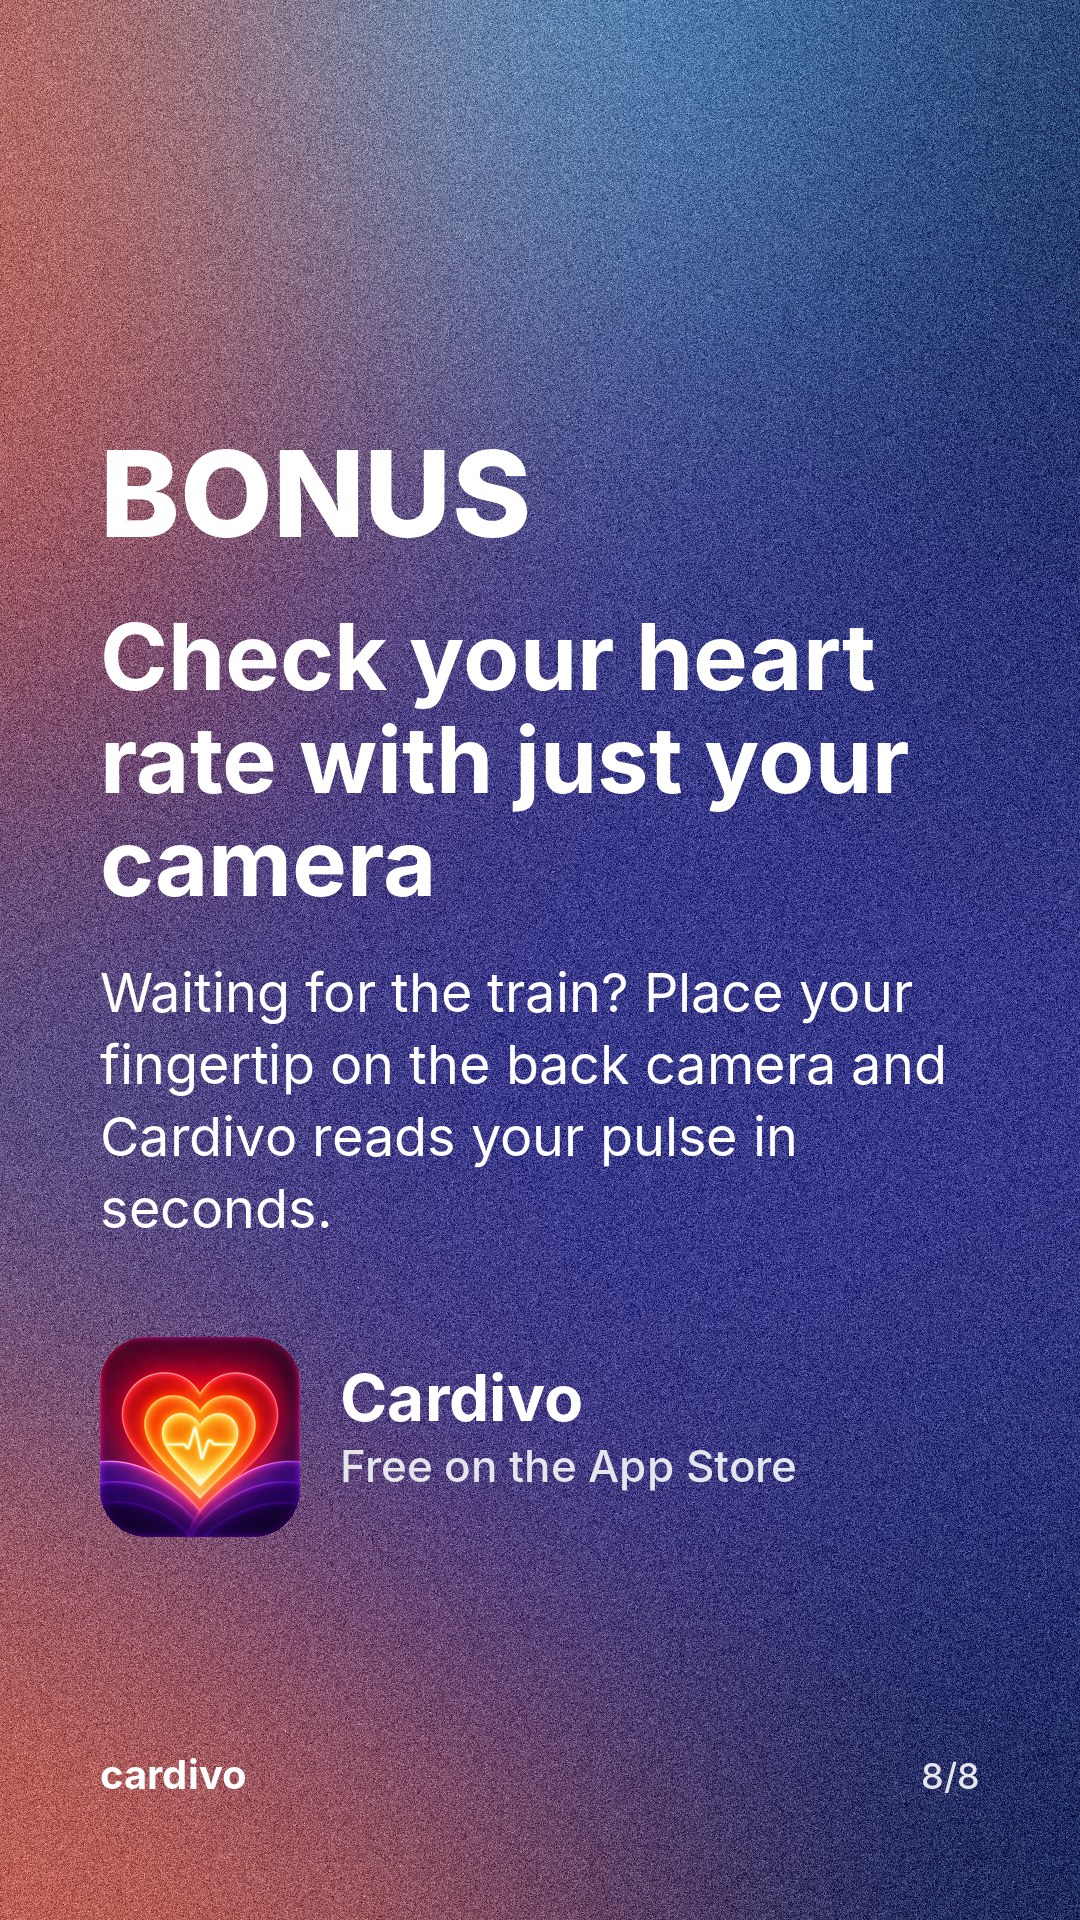 BONUS
Check your heart
rate with just your
camera
Waiting for the train? Place your
fingertip on the back camera and
Cardivo reads your pulse in
seconds.
Cardivo
Free on the App Store
cardivo
8/8